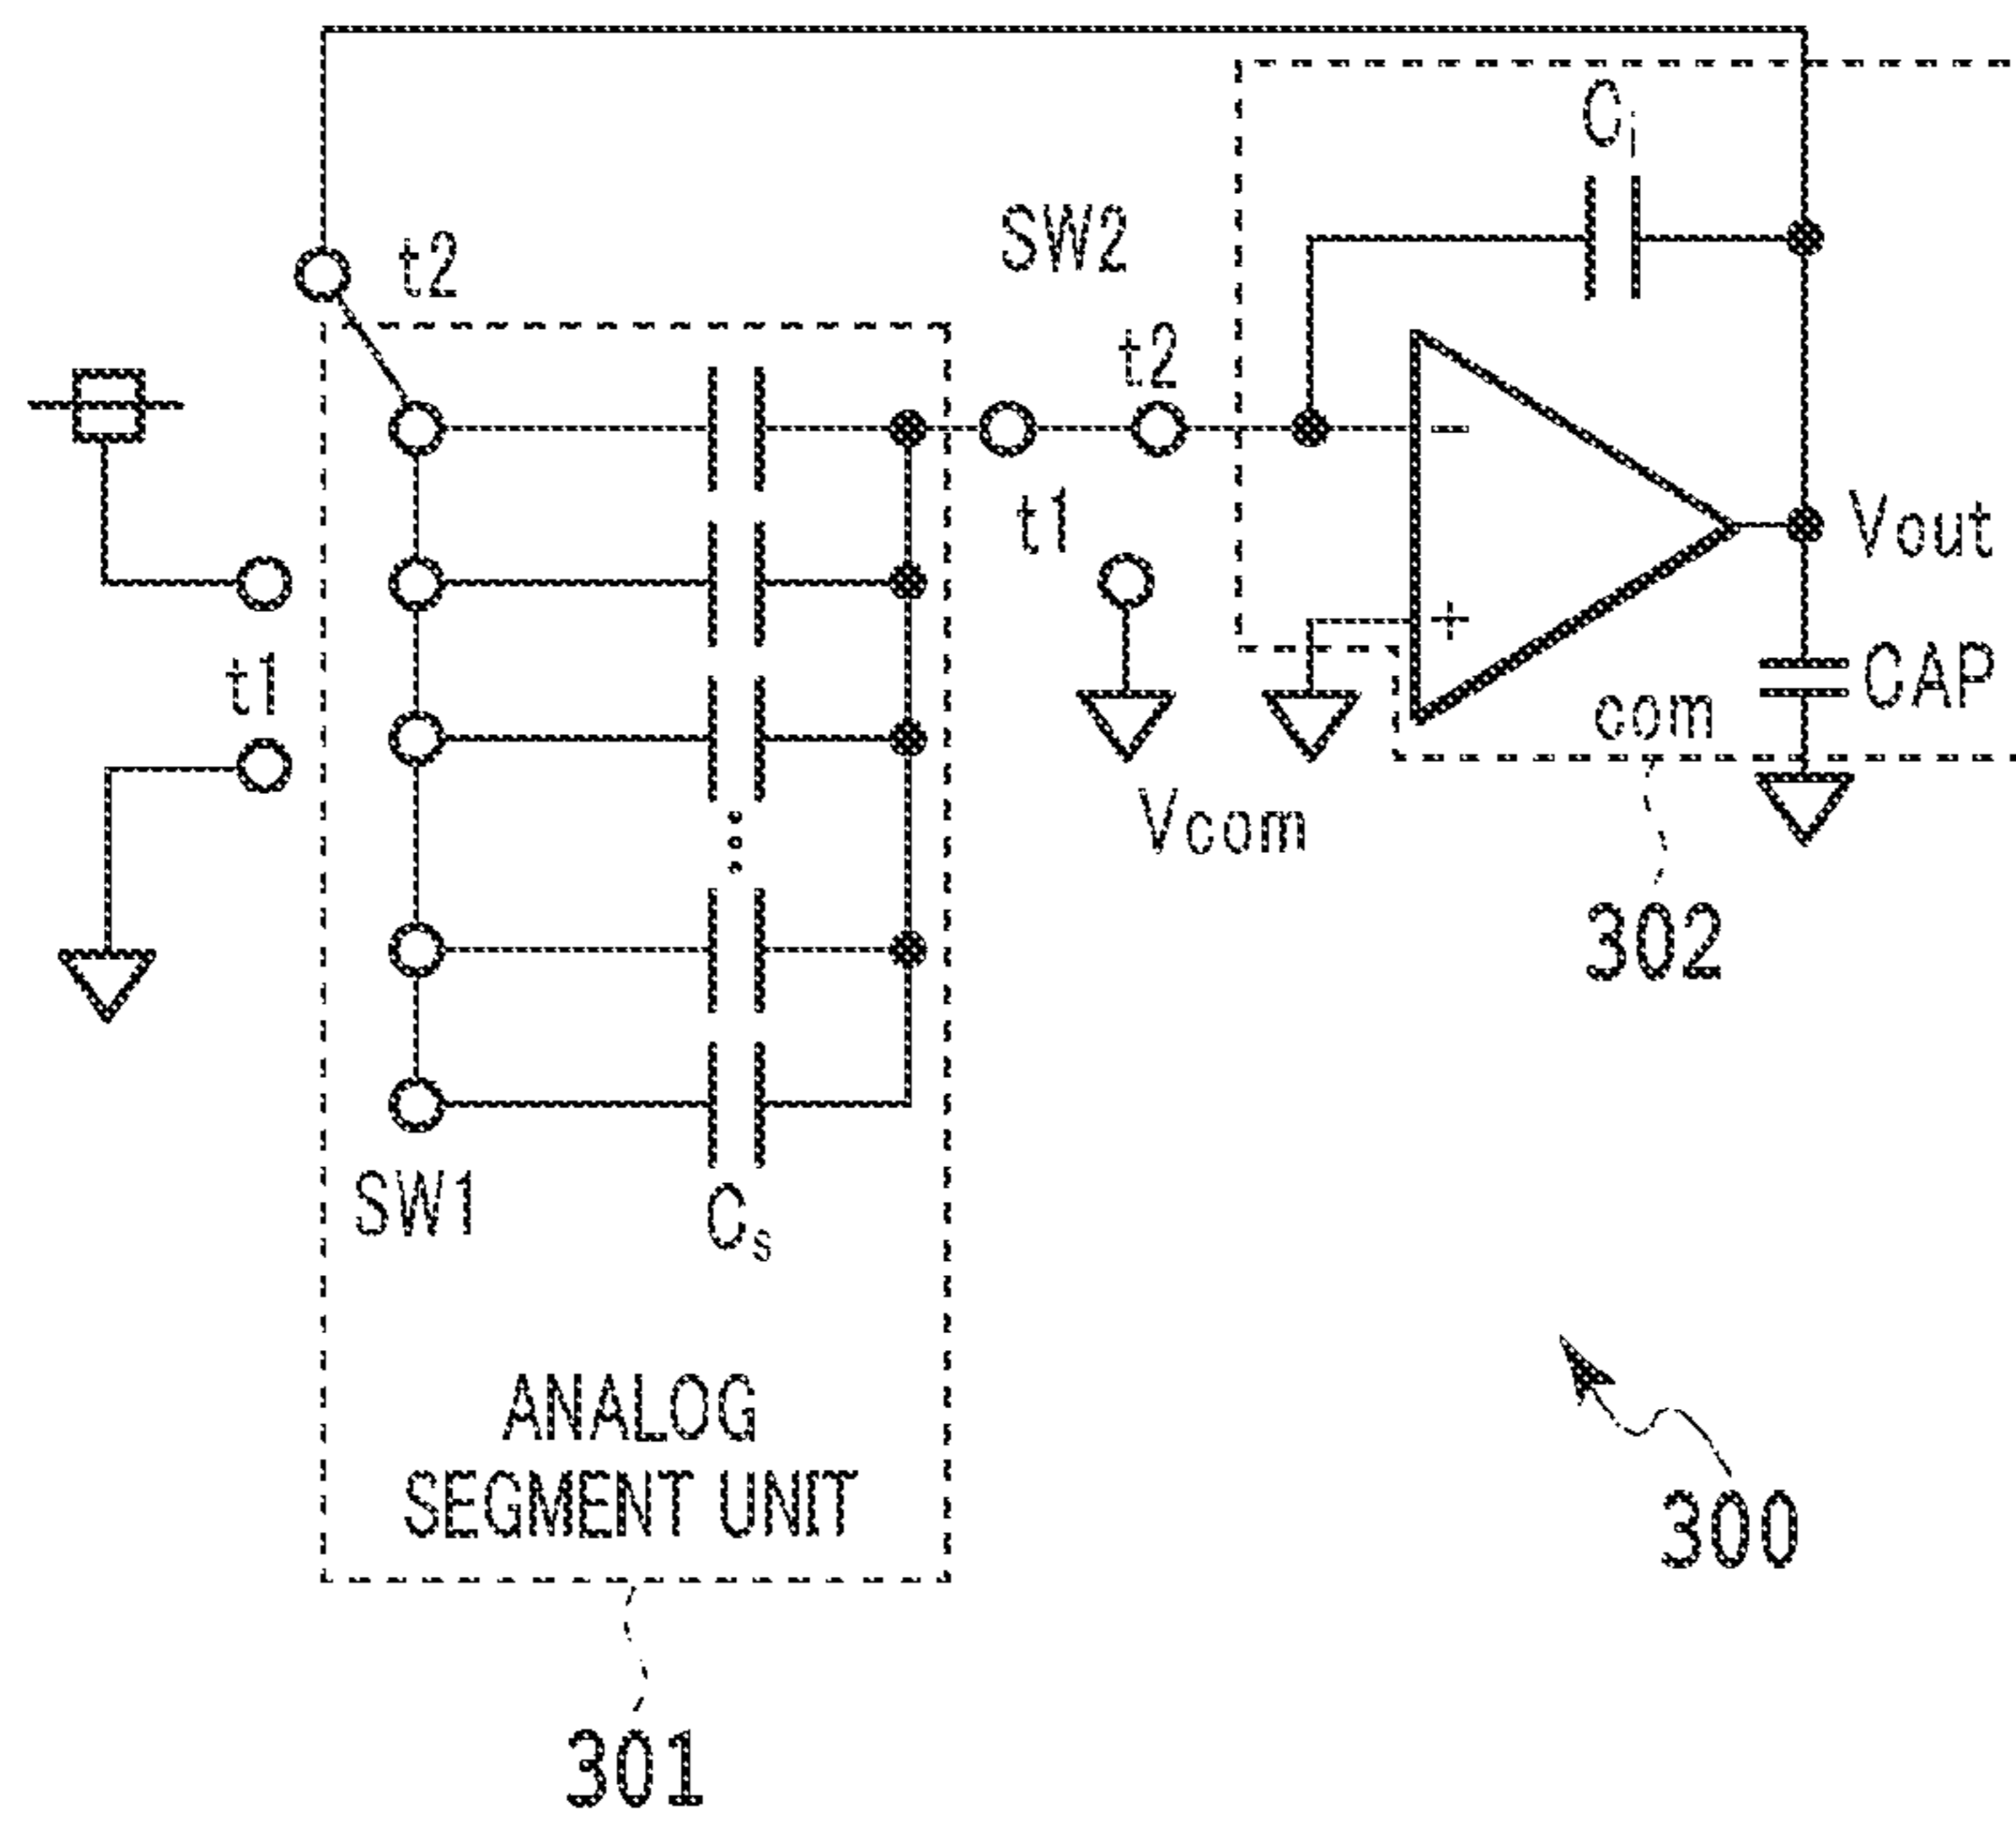 Ci
SW2
t2
t2
t1
Vout
t1
CAP
com
Vcom
302
SW1
Cs
ANALOG
SEGMENT UNIT
300
301